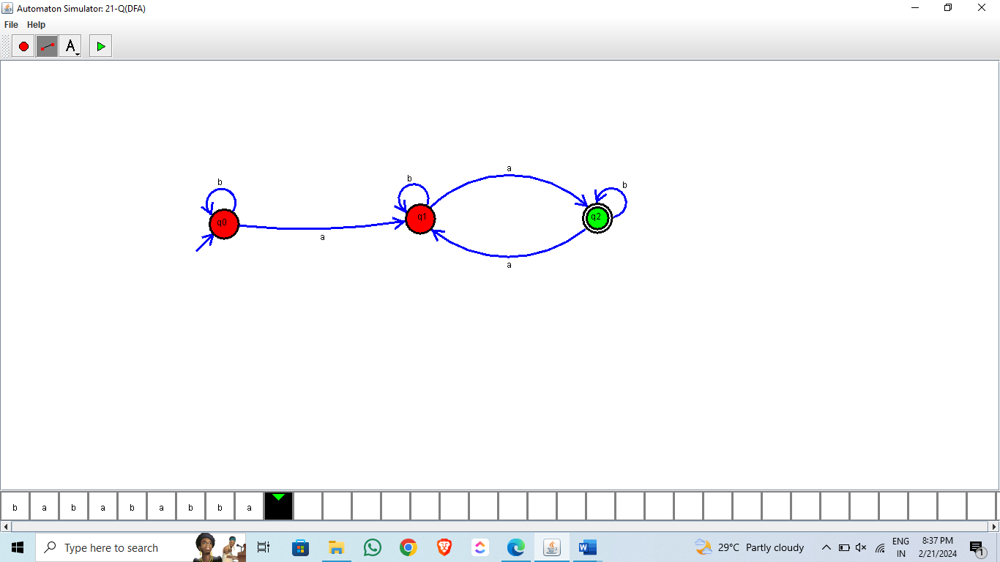 Automaton Simulator: 21-Q(DFA)
File Help
A
b
b
a
b
q0
q1
q2
a
a
b a b a b a b b a
Type here to search
W
29°C Partly cloudy
ENG
IN
8:37 PM
2/21/2024
1